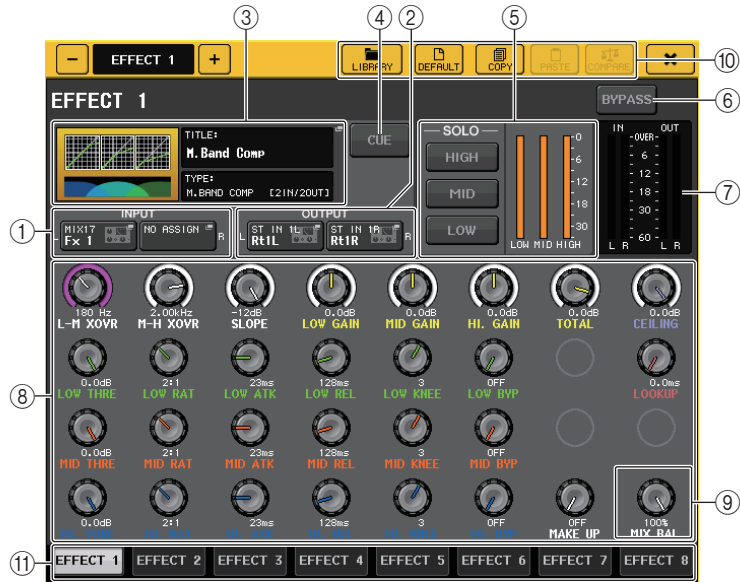 ③ ④ ② ⑤
− EFFECT 1 + LIBRARY DEFAULT COPY PASTE COMPARE ⑩
EFFECT 1 BYPASS ⑥
TITLE:
M.Band Comp
TYPE:
M.BAND COMP [2IN/2OUT]
CUE
SOLO
HIGH
MID
LOW
0
-6
-12
-18
-30
LOW MID HIGH
IN OUT
OVER
6
12
18
30
60
L R L R
⑦
①
INPUT
L MIX17 Fx 1 NO ASSIGN R
OUTPUT
L ST IN 1L Rt1L ST IN 1R Rt1R R
180 Hz 2.00kHz -12dB 0.0dB 0.0dB 0.0dB 0.0dB 0.0dB
L-M XOVR M-H XOVR SLOPE LOW GAIN MID GAIN HI. GAIN TOTAL CEILING
⑧
0.0dB 2:1 23ms 128ms 3 OFF 0.0ms
LOW THRE LOW RAT LOW ATK LOW REL LOW KNEE LOW BYP LOOKUP
0.0dB 2:1 23ms 128ms 3 OFF
MID THRE MID RAT MID ATK MID REL MID KNEE MID BYP
⑨
0.0dB 2:1 23ms 128ms 3 OFF OFF 100%
MAKE UP MIX BAL
⑪ EFFECT 1 EFFECT 2 EFFECT 3 EFFECT 4 EFFECT 5 EFFECT 6 EFFECT 7 EFFECT 8